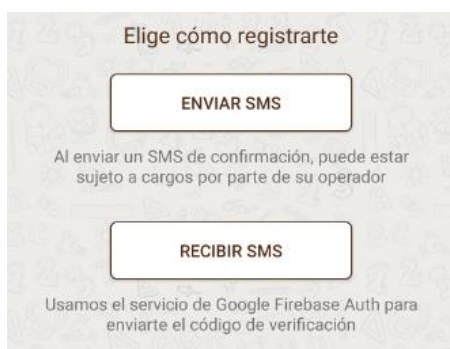 Elige cómo registrarte
ENVIAR SMS
Al enviar un SMS de confirmación, puede estar
sujeto a cargos por parte de su operador
RECIBIR SMS
Usamos el servicio de Google Firebase Auth para
enviarte el código de verificación